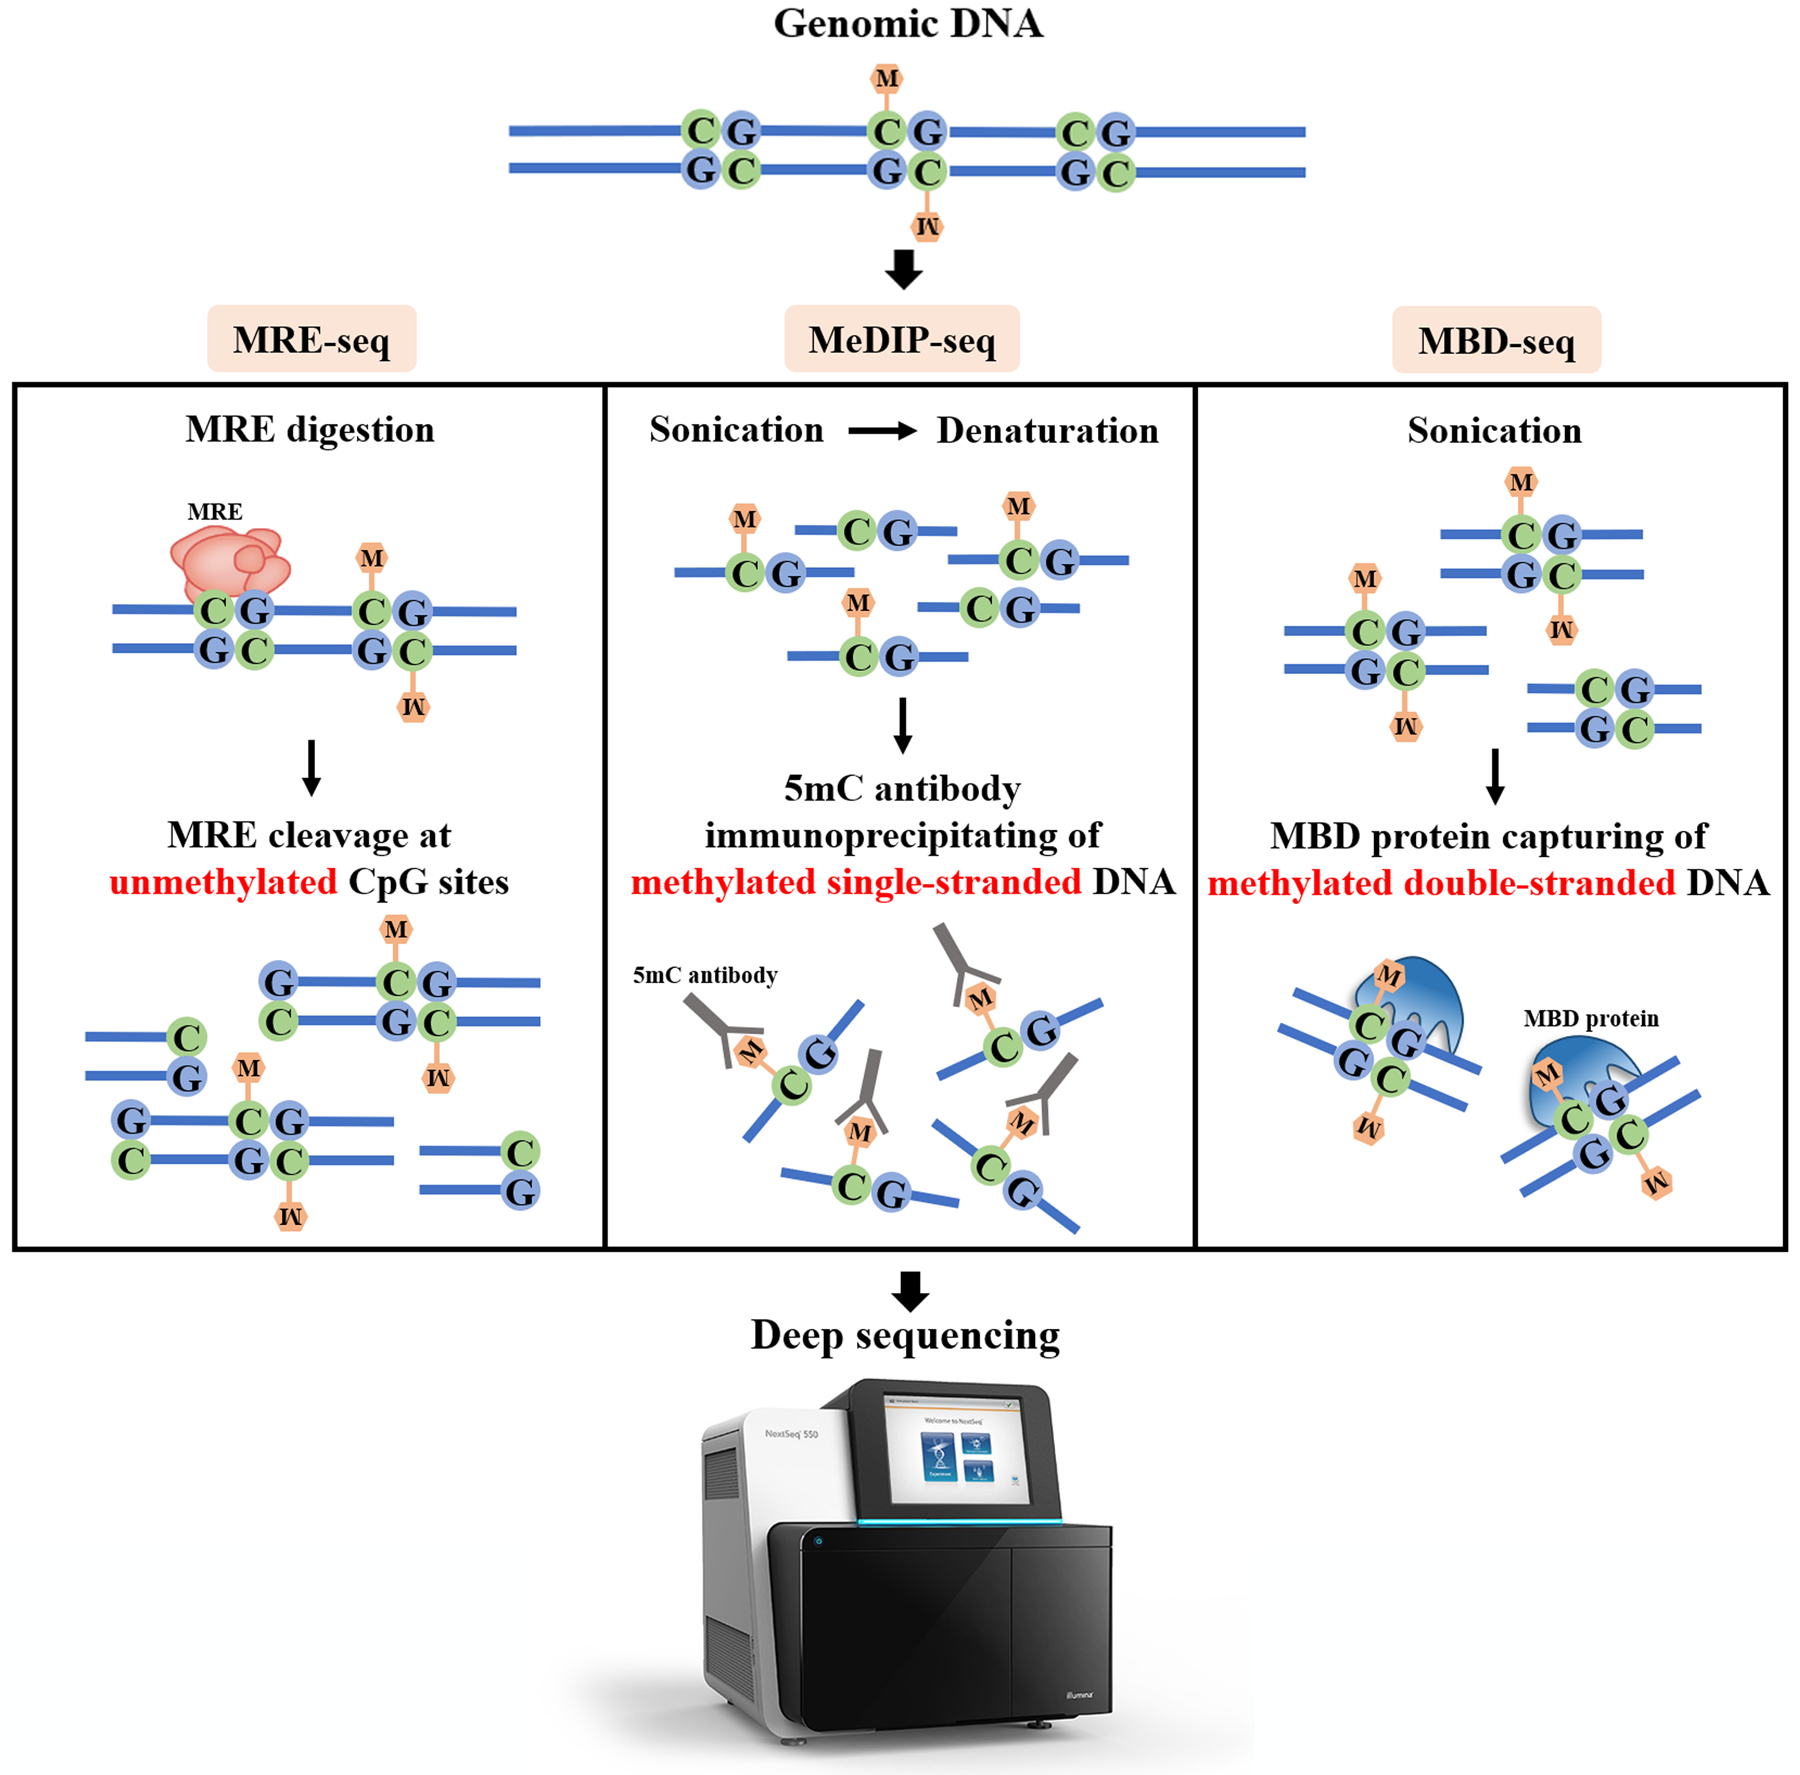 Genomic DNA
M
C G C G C G
G C G C G C
M
MRE-seq
MeDIP-seq
MBD-seq
MRE digestion
MRE
M
C G C G
G C G C
M
MRE cleavage at
unmethylated CpG sites
M
G C G
C G C
M
C
G
M
G C G
C G C
M
C
G
Sonication
Denaturation
M
C G
C G
M
C G
M
C G
C G
5mC antibody
immunoprecipitating of
methylated single-stranded DNA
5mC antibody
M
C G
M
C G
M
C G
M
C G
Sonication
M
C G
G C
M
M
C G
G C
M
C G
G C
MBD protein capturing of
methylated double-stranded DNA
M
C G
G C
M
MBD protein
M
C G
G C
M
Deep sequencing
NextSeq 550
Welcome to NextSeq
Experiment
illumina